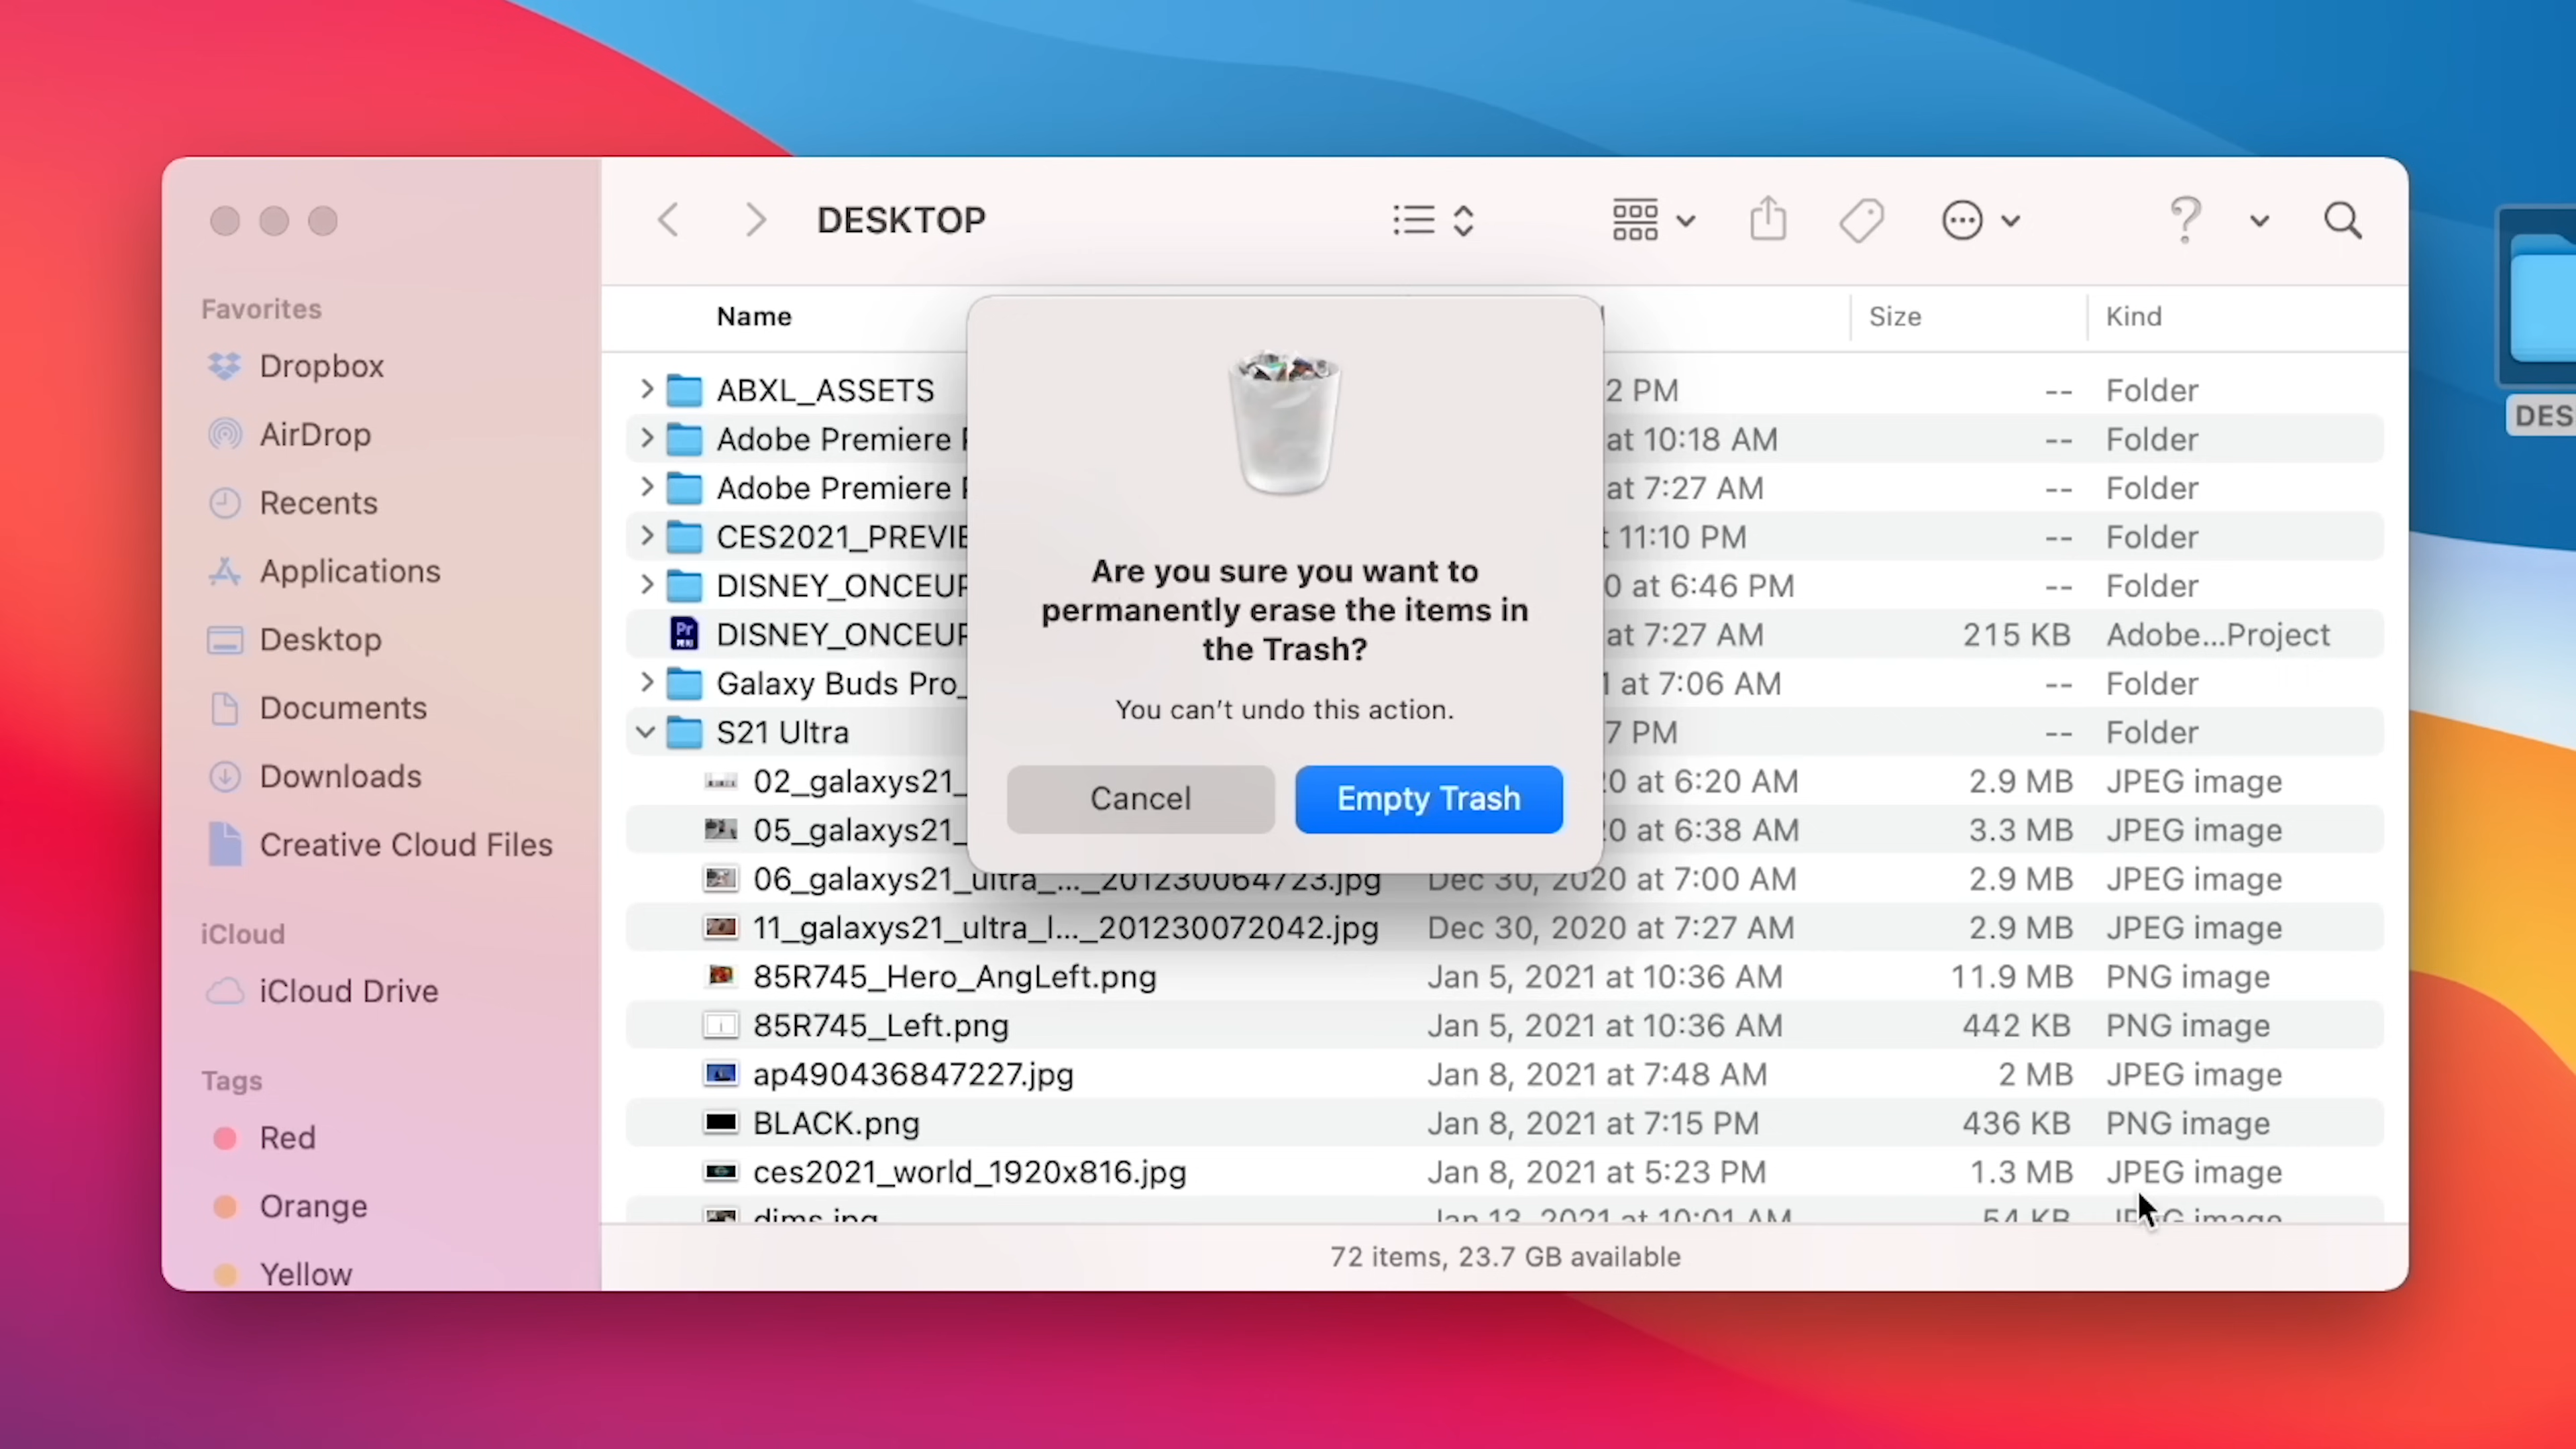 DESKTOP
Favorites
Dropbox
AirDrop
Recents
Applications
Desktop
Documents
Downloads
Creative Cloud Files
iCloud
iCloud Drive
Tags
Red
Orange
Yellow
Name Size Kind
ABXL_ASSETS 2 PM -- Folder
Adobe Premiere at 10:18 AM -- Folder
Adobe Premiere at 7:27 AM -- Folder
CES2021_PREVIE 11:10 PM -- Folder
DISNEY_ONCEUP 0 at 6:46 PM -- Folder
Pr DISNEY_ONCEUP at 7:27 AM 215 KB Adobe...Project
Galaxy Buds Pro_ 1 at 7:06 AM -- Folder
S21 Ultra 7 PM -- Folder
02_galaxys21_ 20 at 6:20 AM 2.9 MB JPEG image
05_galaxys21_ 20 at 6:38 AM 3.3 MB JPEG image
06_galaxys21_ultra_..._201230064723.jpg Dec 30, 2020 at 7:00 AM 2.9 MB JPEG image
11_galaxys21_ultra_l..._201230072042.jpg Dec 30, 2020 at 7:27 AM 2.9 MB JPEG image
85R745_Hero_AngLeft.png Jan 5, 2021 at 10:36 AM 11.9 MB PNG image
85R745_Left.png Jan 5, 2021 at 10:36 AM 442 KB PNG image
ap490436847227.jpg Jan 8, 2021 at 7:48 AM 2 MB JPEG image
BLACK.png Jan 8, 2021 at 7:15 PM 436 KB PNG image
ces2021_world_1920x816.jpg Jan 8, 2021 at 5:23 PM 1.3 MB JPEG image
dims.jpg Jan 13, 2021 at 10:01 AM 54 KB JPEG image
72 items, 23.7 GB available
Are you sure you want to
permanently erase the items in
the Trash?
You can't undo this action.
Cancel
Empty Trash
DES